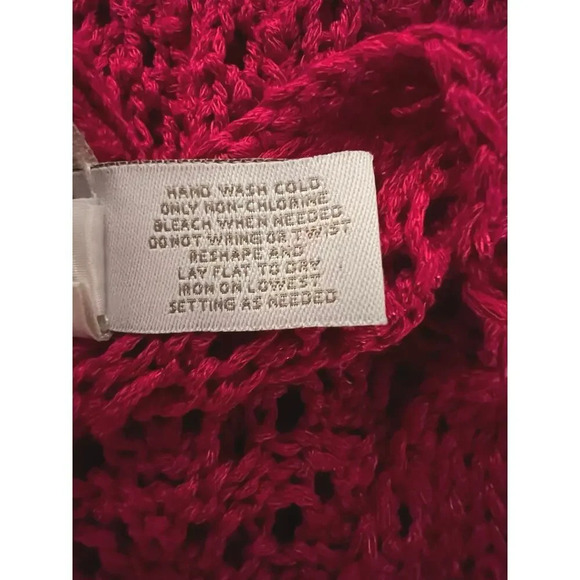 HAND WASH COLD,
ONLY NON-CHLORINE
BLEACH WHEN NEEDED
DO NOT WRING OR TWIST
RESHAPE AND
LAY FLAT TO DRY
IRON ON LOWEST
SETTING AS NEEDED